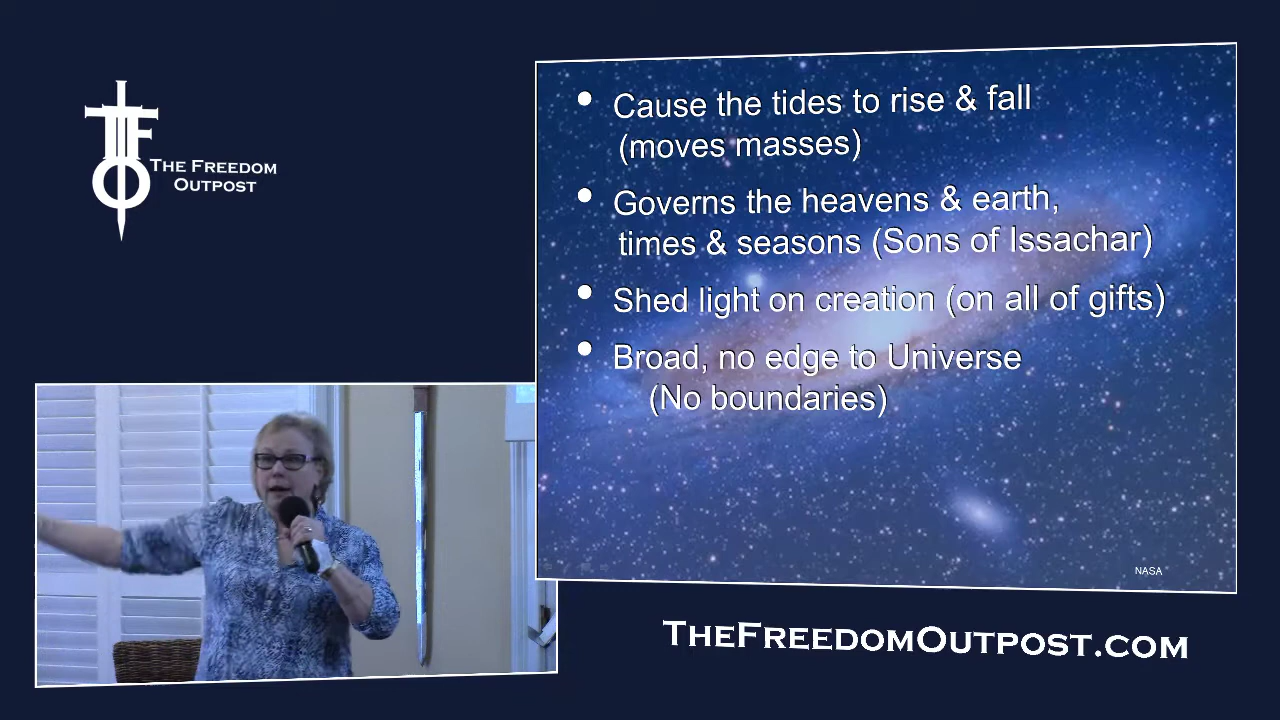 TF
O
The Freedom
Outpost
• Cause the tides to rise & fall
(moves masses)
• Governs the heavens & earth,
times & seasons (Sons of Issachar)
• Shed light on creation (on all of gifts)
• Broad, no edge to Universe
(No boundaries)
NASA
TheFreedomOutpost.com